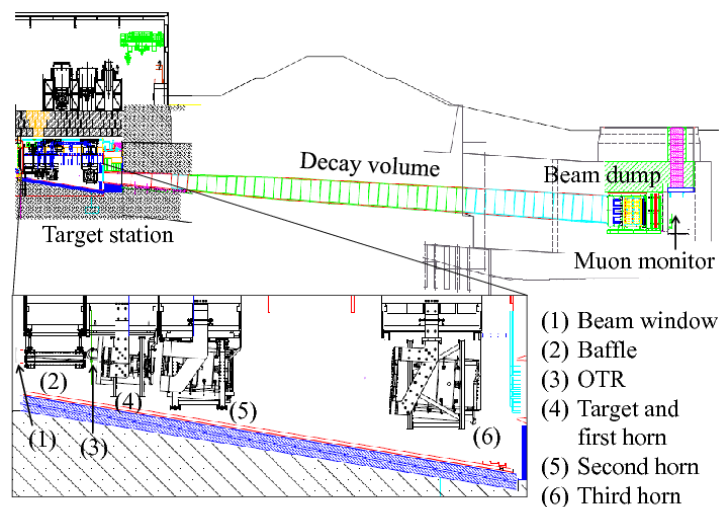 Decay volume
Beam dump
Target station
Muon monitor
(1) Beam window
(2) Baffle
(3) OTR
(4) Target and
first horn
(5) Second horn
(6) Third horn
(2)
(4)
(5)
(6)
(1)
(3)